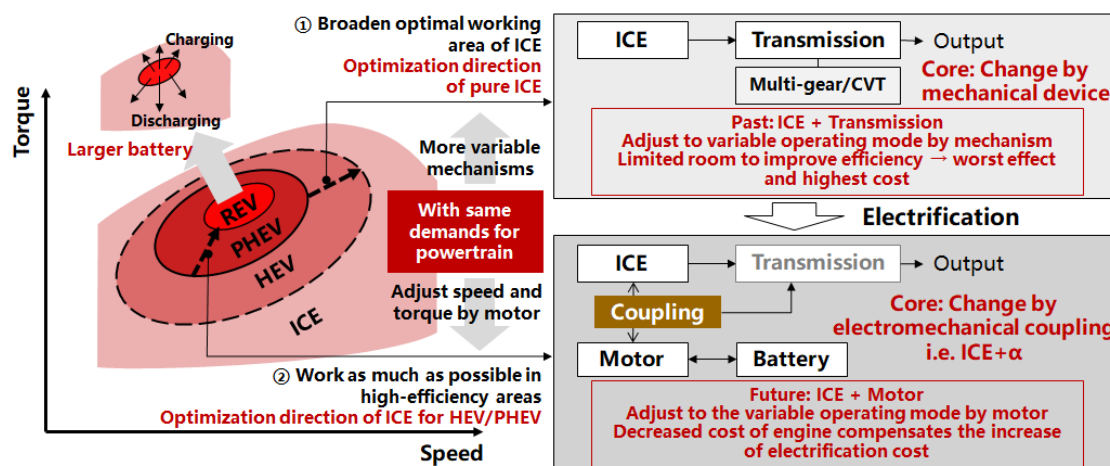 Torque
Charging
Discharging
Larger battery
REV
PHEV
HEV
ICE
Speed
① Broaden optimal working
area of ICE
Optimization direction
of pure ICE
More variable
mechanisms
With same
demands for
powertrain
Adjust speed and
torque by motor
② Work as much as possible in
high-efficiency areas
Optimization direction of ICE for HEV/PHEV
ICE
Transmission
Output
Multi-gear/CVT
Core: Change by
mechanical device
Past: ICE + Transmission
Adjust to variable operating mode by mechanism
Limited room to improve efficiency → worst effect
and highest cost
Electrification
ICE
Transmission
Output
Coupling
Motor
Battery
Core: Change by
electromechanical coupling
i.e. ICE+α
Future: ICE + Motor
Adjust to the variable operating mode by motor
Decreased cost of engine compensates the increase
of electrification cost